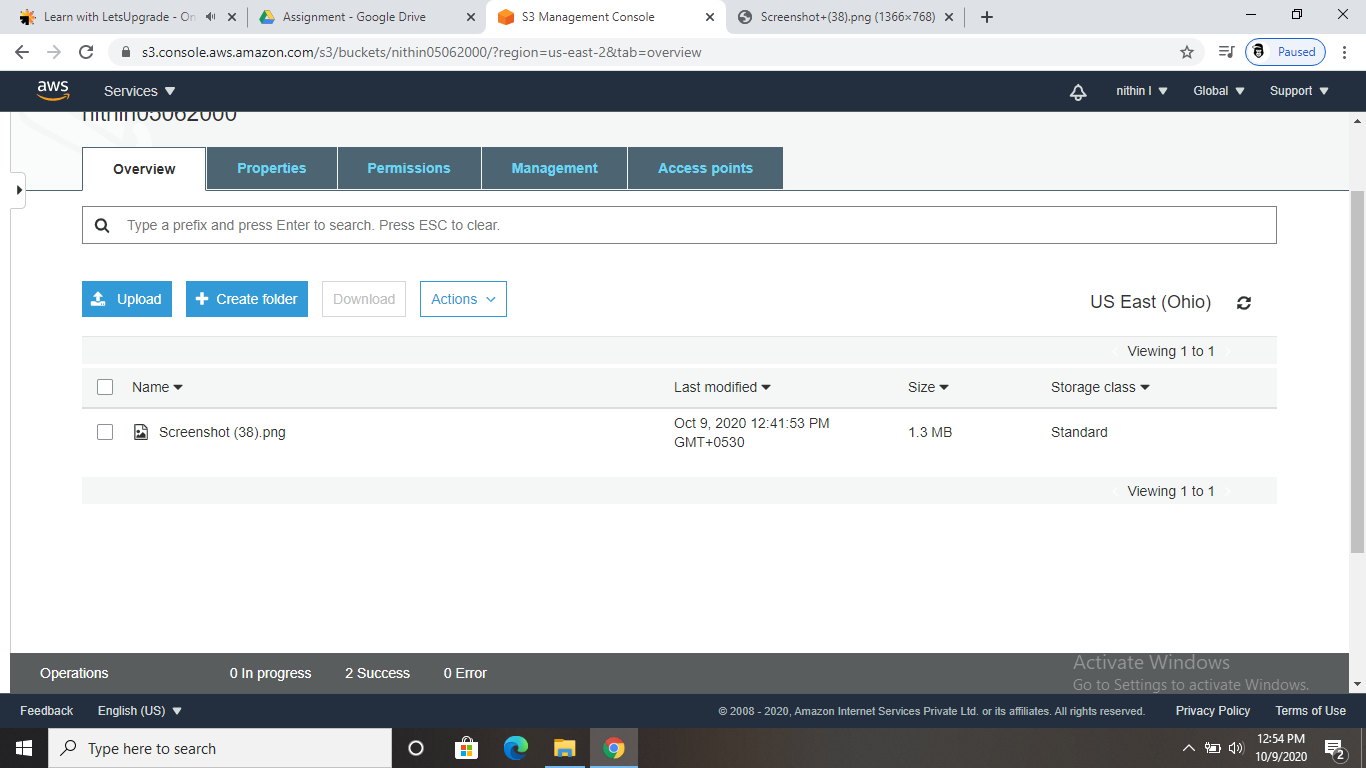 Learn with LetsUpgrade - On
Assignment - Google Drive
S3 Management Console
Screenshot+(38).png (1366×768)
s3.console.aws.amazon.com/s3/buckets/nithin05062000/?region=us-east-2&tab=overview
Paused
aws
Services
nithin l
Global
Support
nithin05062000
Overview
Properties
Permissions
Management
Access points
Type a prefix and press Enter to search. Press ESC to clear.
Upload
Create folder
Download
Actions
US East (Ohio)
Viewing 1 to 1
Name
Last modified
Size
Storage class
Screenshot (38).png
Oct 9, 2020 12:41:53 PM
GMT+0530
1.3 MB
Standard
Viewing 1 to 1
Operations
0 In progress
2 Success
0 Error
Activate Windows
Go to Settings to activate Windows.
Feedback
English (US)
© 2008 - 2020, Amazon Internet Services Private Ltd. or its affiliates. All rights reserved.
Privacy Policy
Terms of Use
Type here to search
12:54 PM
10/9/2020
2